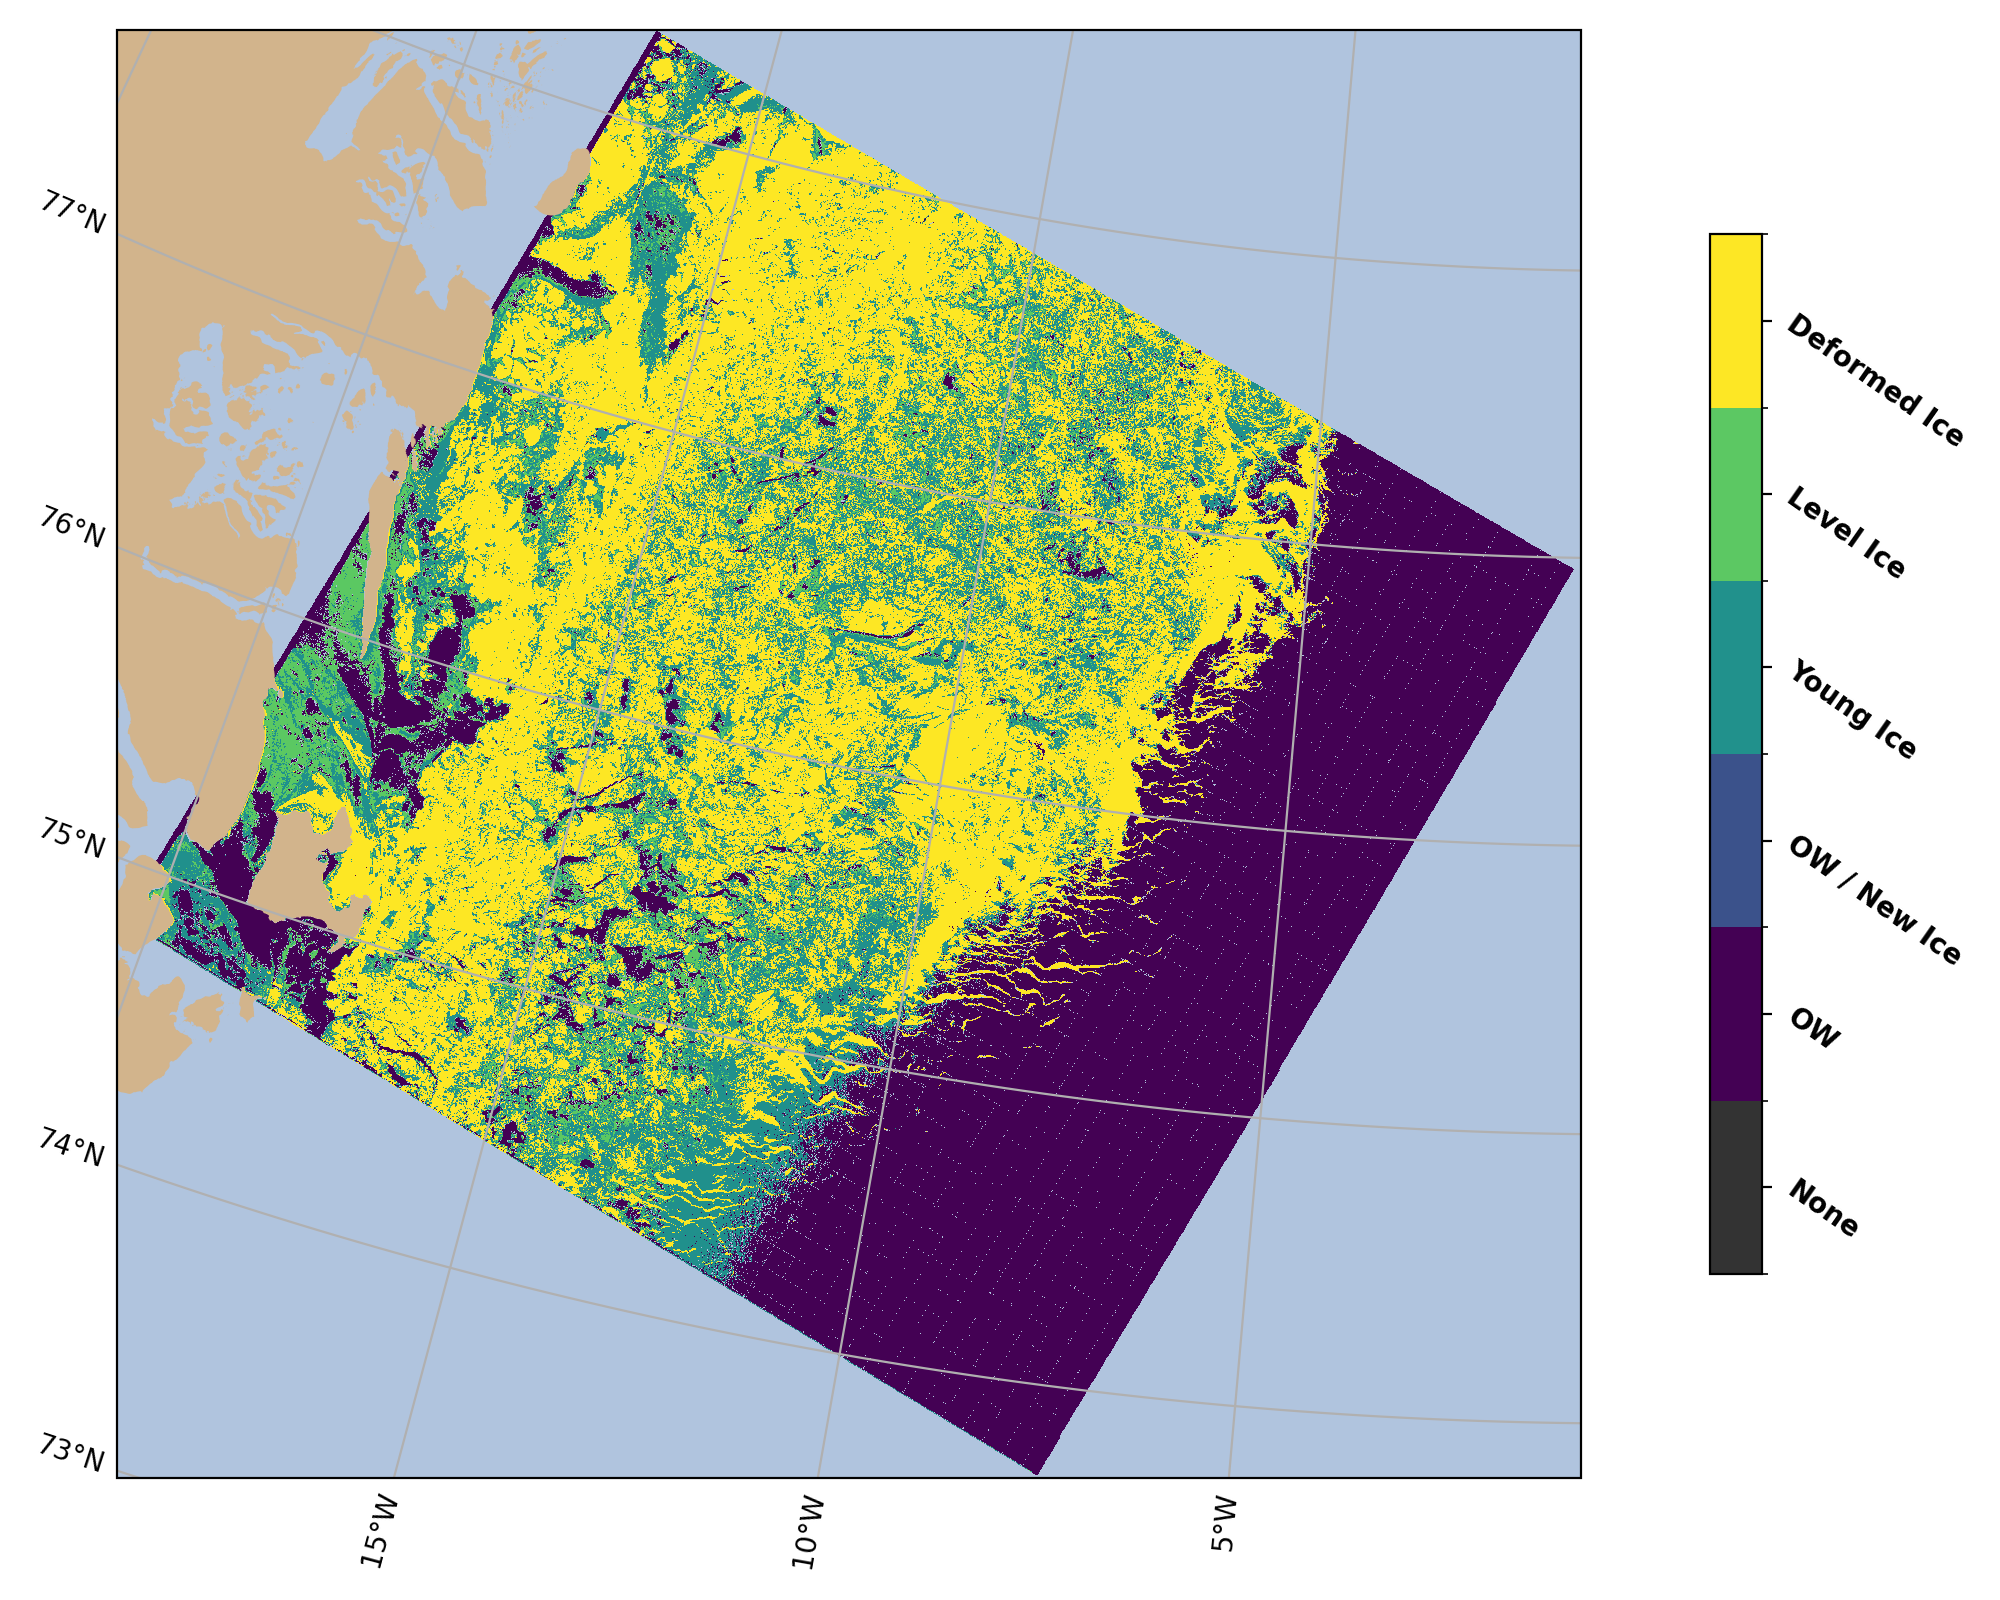 77°N
76°N
75°N
74°N
73°N
15°W
10°W
5°W
Deformed Ice
Level Ice
Young Ice
OW / New Ice
OW
None